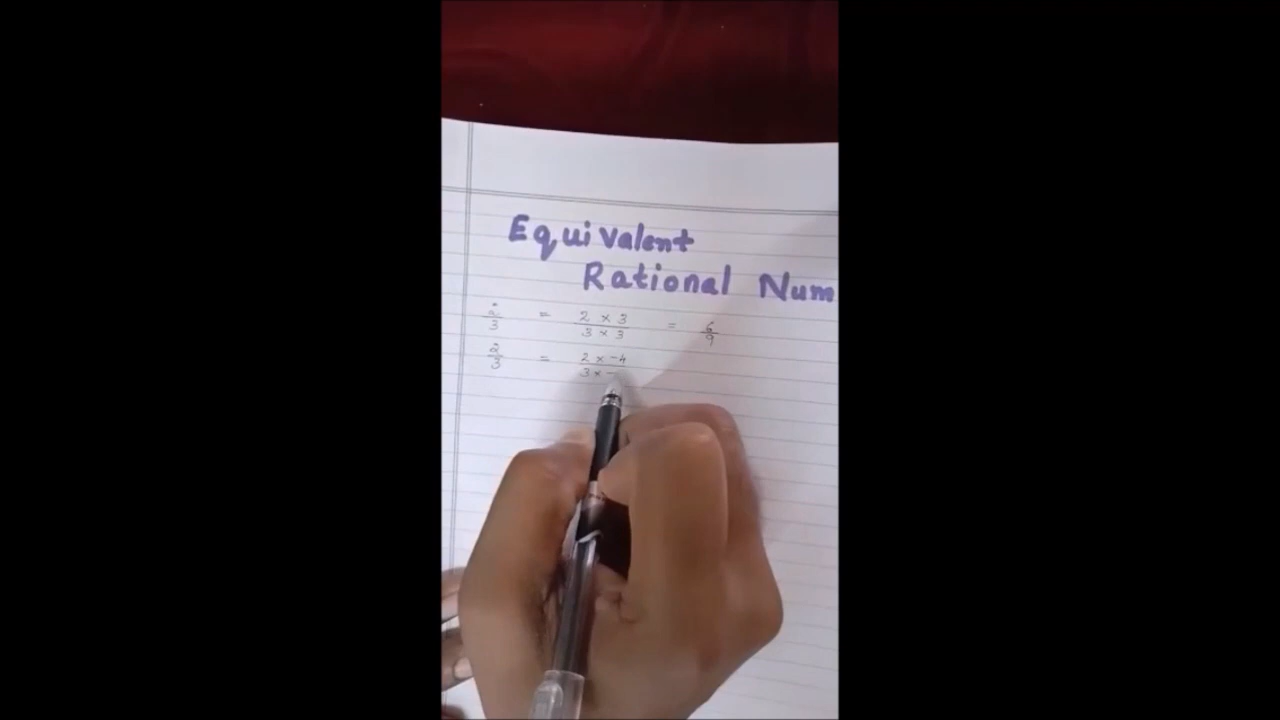 Equivalent
Rational Num
2/3 = 2 × 3/3 × 3 = 6/9
2/3 = 2 × -4/3 × -